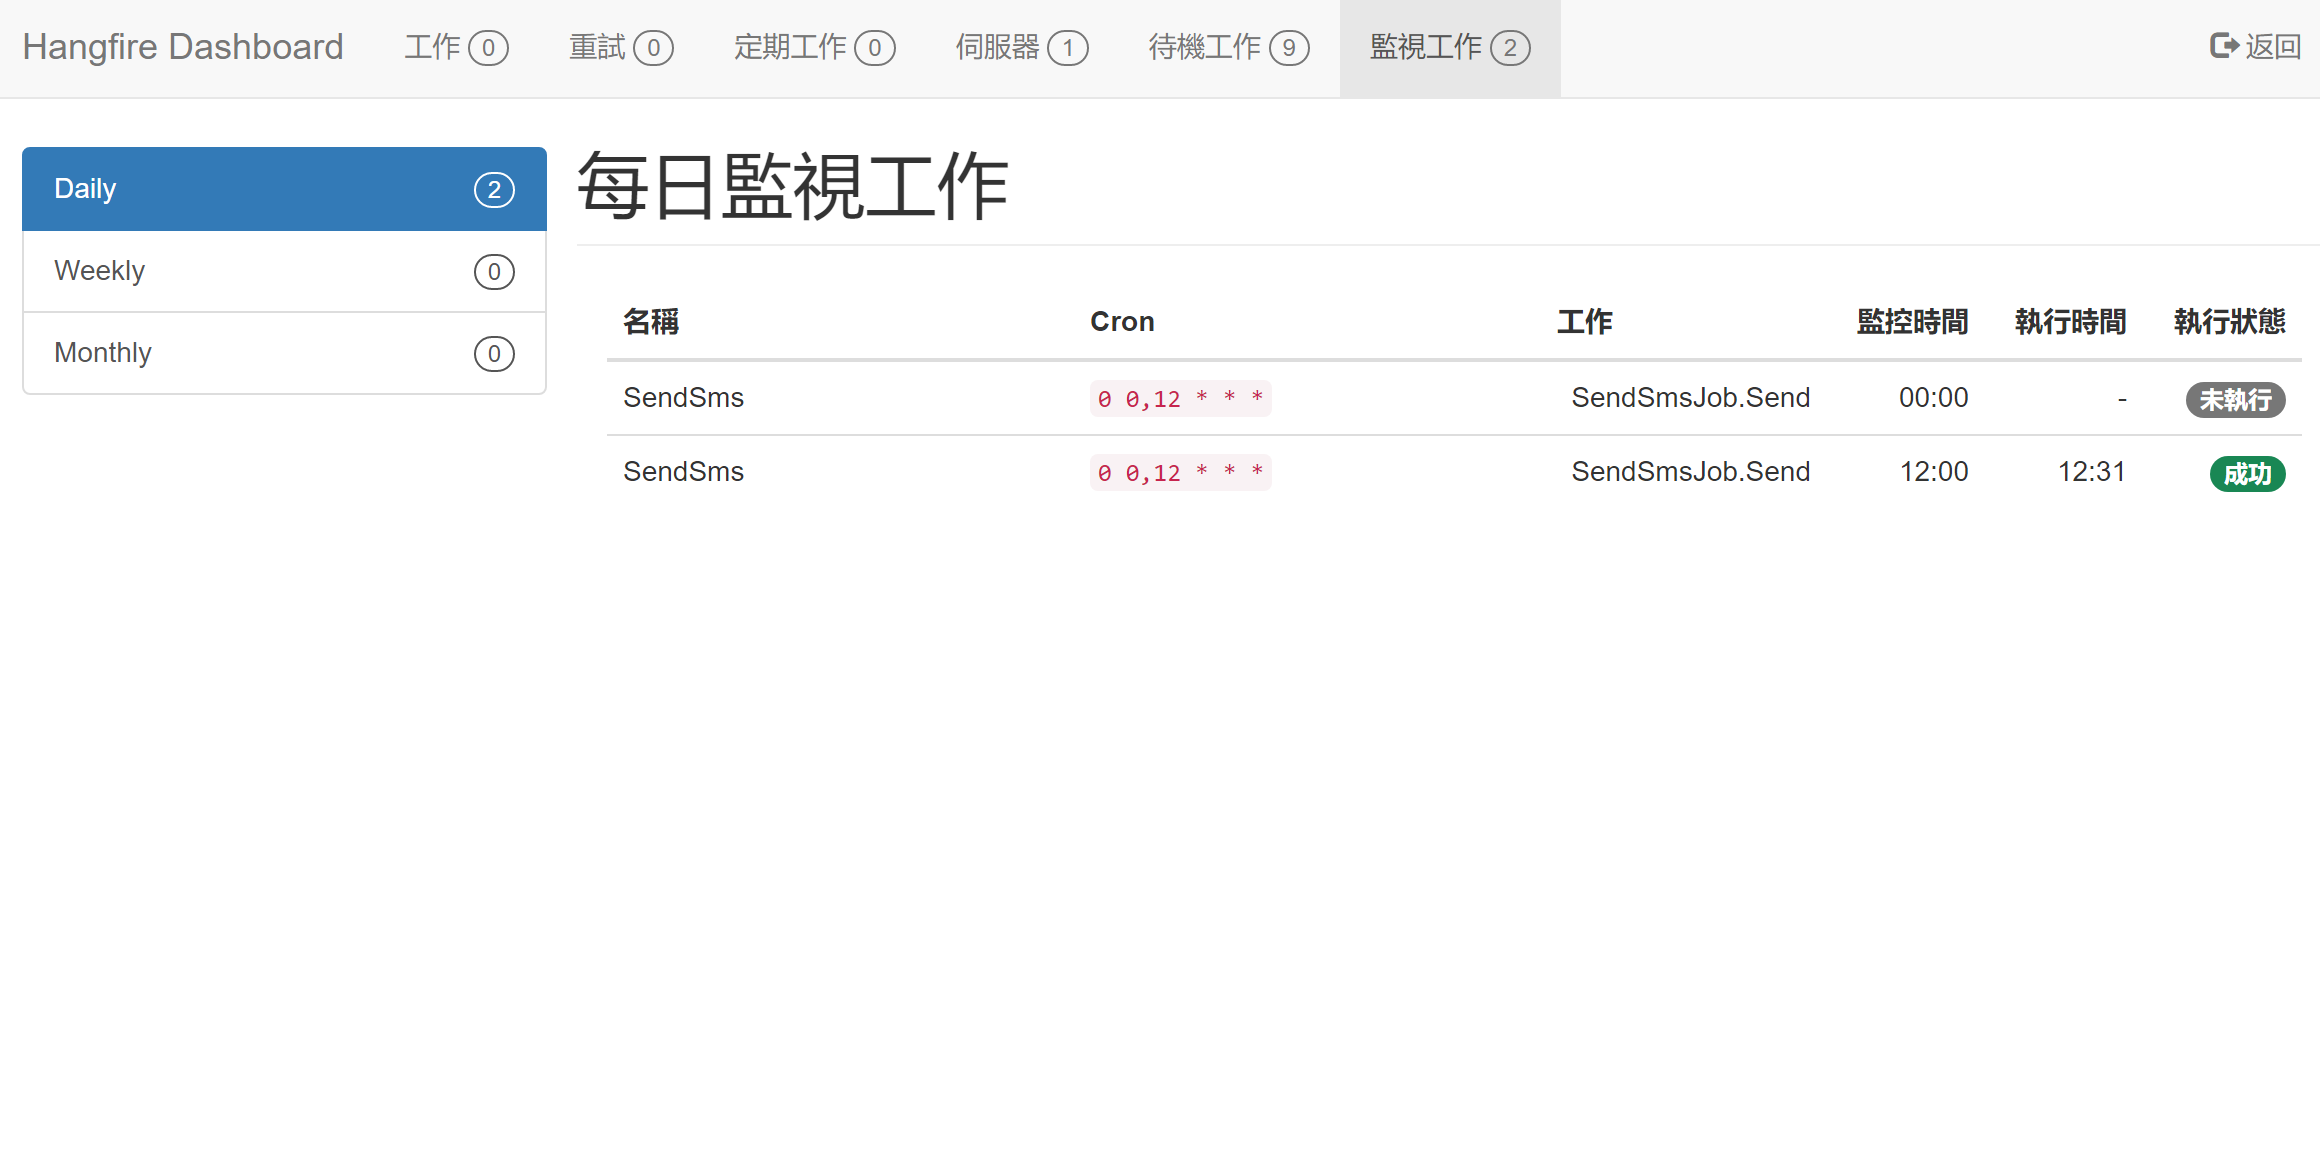 Hangfire Dashboard 工作 0 重試 0 定期工作 0 伺服器 1 待機工作 9 監視工作 2 返回
Daily 2
Weekly 0
Monthly 0
每日監視工作
名稱 Cron 工作 監控時間 執行時間 執行狀態
SendSms 0 0,12 * * * SendSmsJob.Send 00:00 - 未執行
SendSms 0 0,12 * * * SendSmsJob.Send 12:00 12:31 成功